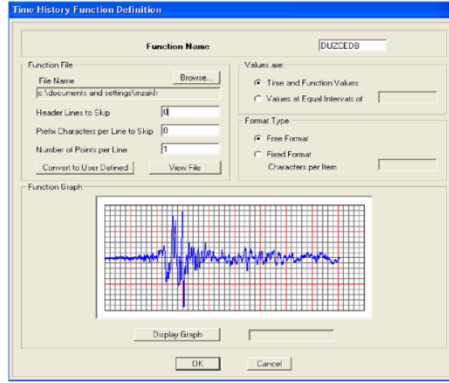 Time History Function Definition
Function Name
DUZCEDB
Function File
File Name
Browse...
c:\documents and settings\mzakir
Header Lines to Skip
0
Prefix Characters per Line to Skip
0
Number of Points per Line
1
Convert to User Defined
View File
Values are:
Time and Function Values
Values at Equal Intervals of
Format Type
Free Format
Fixed Format
Characters per Item
Function Graph
Display Graph
OK
Cancel